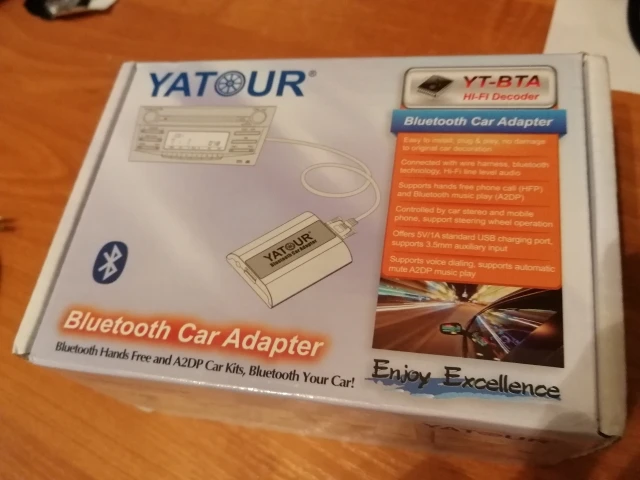 YATOUR®
YT-BTA
HI-FI Decoder
Bluetooth Car Adapter
Easy to install, plug & play, no damage
to original car decoration
Connected with wire harness, bluetooth
technology, Hi-Fi line level audio
Supports hands free phone call (HFP)
and Bluetooth music play (A2DP)
Controlled by car stereo and mobile
phone, support steering wheel operation
Offers 5V/1A standard USB charging port,
supports 3.5mm auxiliary input
Supports voice dialing, supports automatic
mute A2DP music play
YATOUR
Bluetooth Car Adapter
Bluetooth Car Adapter
Bluetooth Hands Free and A2DP Car Kits, Bluetooth Your Car!
Enjoy Excellence
YATOUR